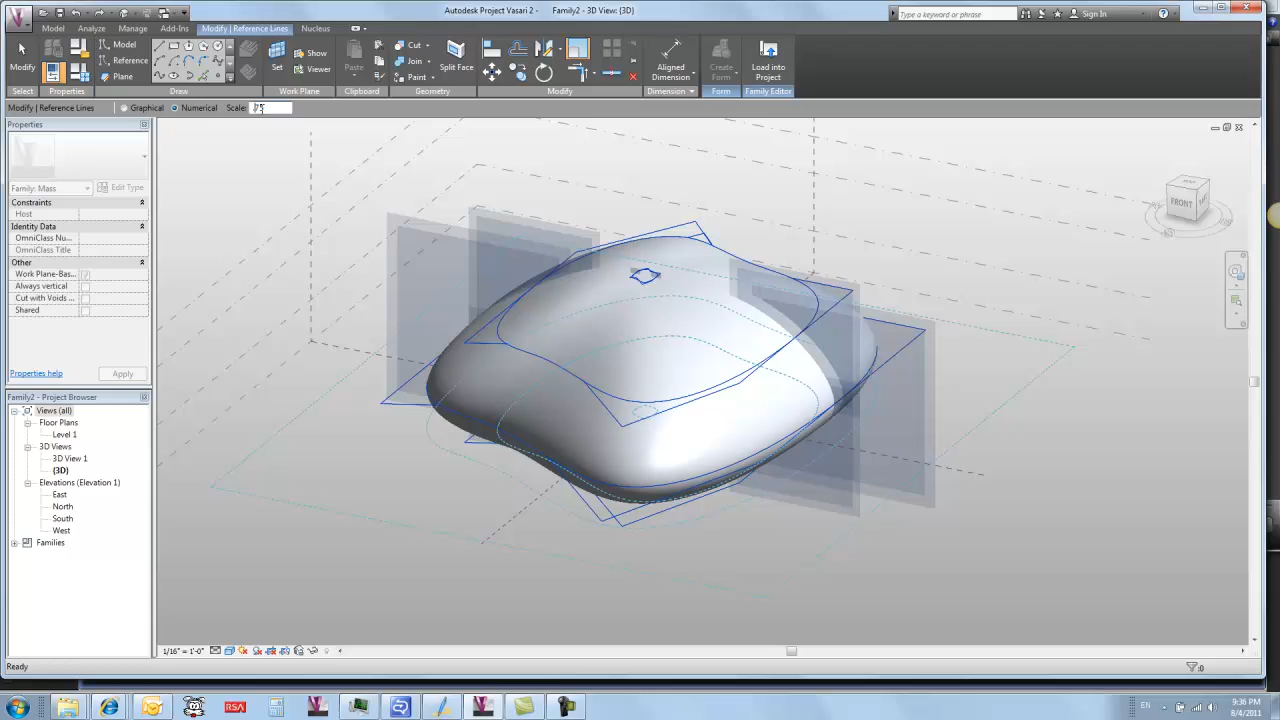 Autodesk Project Vasari 2 - Family2 - 3D View: {3D}
Type a keyword or phrase
Sign In
Model Analyze Manage Add-Ins Modify | Reference Lines Nucleus
Modify
Model
Reference
Plane
Set
Show
Viewer
Paste
Cut
Join
Paint
Split Face
Aligned
Dimension
Create
Form
Load into
Project
Select Properties Draw Work Plane Clipboard Geometry Modify Dimension Form Family Editor
Modify | Reference Lines Graphical Numerical Scale: .75
Properties
Family: Mass
Edit Type
Constraints
Host
Identity Data
OmniClass Nu...
OmniClass Title
Other
Work Plane-Bas...
Always vertical
Cut with Voids ...
Shared
Properties help
Apply
Family2 - Project Browser
Views (all)
Floor Plans
Level 1
3D Views
3D View 1
{3D}
Elevations (Elevation 1)
East
North
South
West
Families
FRONT
1/16" = 1'-0"
Ready
:0
RSA
EN
9:36 PM
8/4/2011